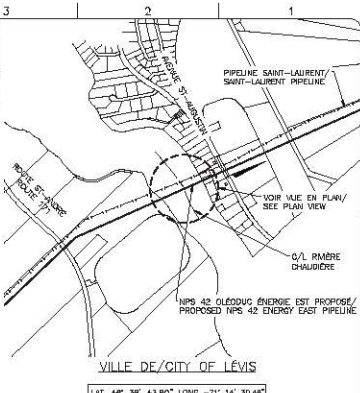 3
2
1
AVENUE ST-AUGUSTIN
PIPELINE SAINT-LAURENT/
SAINT-LAURENT PIPELINE
ROUTE ST-ANDRÉ
ROUTE 171
VOIR VUE EN PLAN/
SEE PLAN VIEW
C/L RIVIÈRE
CHAUDIÈRE
NPS 42 OLÉODUC ÉNERGIE EST PROPOSÉ/
PROPOSED NPS 42 ENERGY EAST PIPELINE
VILLE DE/CITY OF LÉVIS